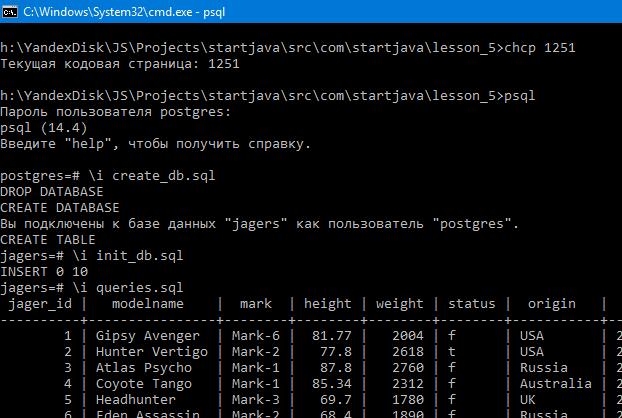 C:\Windows\System32\cmd.exe - psql
h:\YandexDisk\JS\Projects\startjava\src\com\startjava\lesson_5>chcp 1251
Текущая кодовая страница: 1251
h:\YandexDisk\JS\Projects\startjava\src\com\startjava\lesson_5>psql
Пароль пользователя postgres:
psql (14.4)
Введите "help", чтобы получить справку.
postgres=# \i create_db.sql
DROP DATABASE
CREATE DATABASE
Вы подключены к базе данных "jagers" как пользователь "postgres".
CREATE TABLE
jagers=# \i init_db.sql
INSERT 0 10
jagers=# \i queries.sql
jager_id | modelname | mark | height | weight | status | origin |
----------+----------------+--------+--------+--------+--------+-----------+--
1 | Gipsy Avenger | Mark-6 | 81.77 | 2004 | f | USA | 2
2 | Hunter Vertigo | Mark-2 | 77.8 | 2618 | t | USA | 2
3 | Atlas Psycho | Mark-1 | 87.8 | 2760 | f | Russia | 2
4 | Coyote Tango | Mark-1 | 85.34 | 2312 | f | Australia | 2
5 | Headhunter | Mark-3 | 69.7 | 1780 | f | UK | 2
6 | Eden Assassin | Mark-2 | 68.4 | 1890 | f | Russia | 2